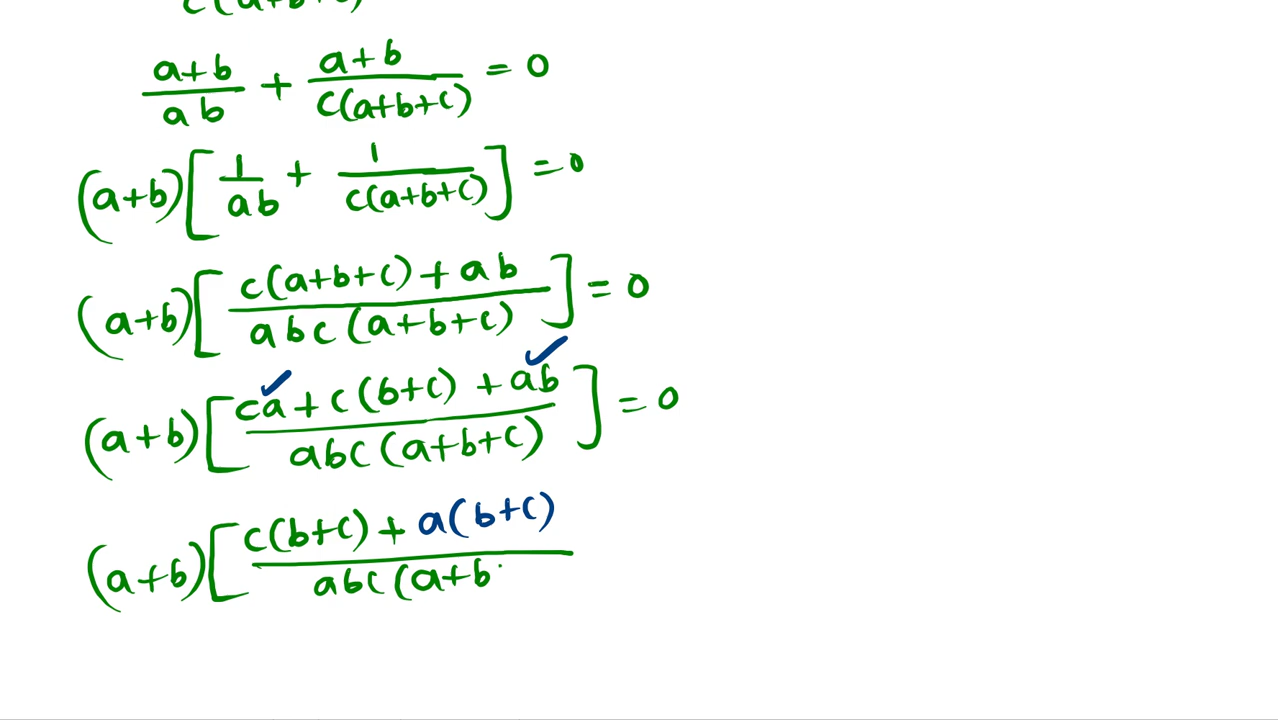 c(a+b+c)
a+b/ab + a+b/c(a+b+c) = 0
(a+b)[1/ab + 1/c(a+b+c)] = 0
(a+b)[c(a+b+c) + ab/abc(a+b+c)] = 0
(a+b)[ca + c(b+c) + ab/abc(a+b+c)] = 0
(a+b)[c(b+c) + a(b+c)/abc(a+b